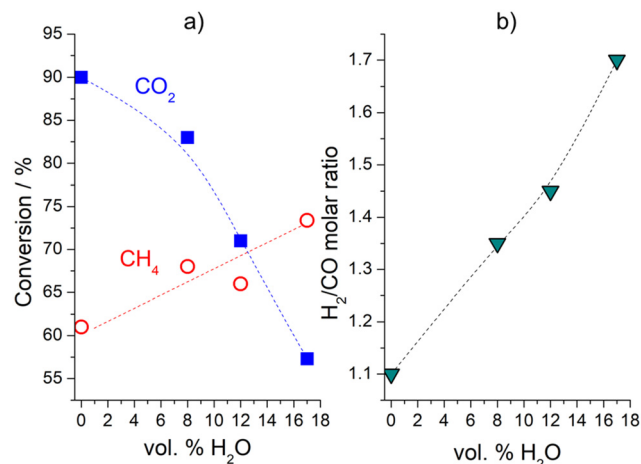 a)
b)
Conversion / %
90
85
80
75
70
65
60
55
CO2
CH4
0 2 4 6 8 10 12 14 16 18
vol. % H2O
H2/CO molar ratio
1.7
1.6
1.5
1.4
1.3
1.2
1.1
0 2 4 6 8 10 12 14 16 18
vol. % H2O